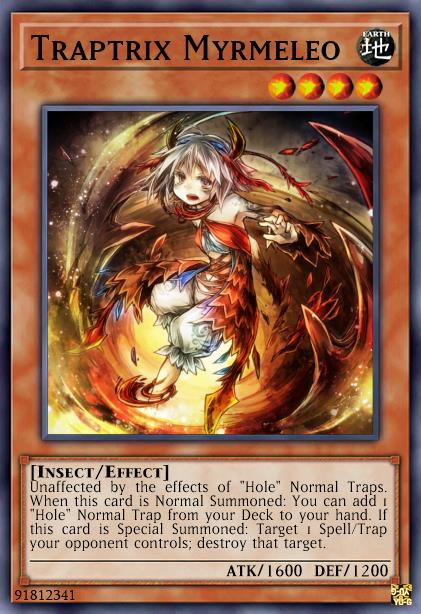 Traptrix Myrmeleo
EARTH
地
[Insect/Effect]
Unaffected by the effects of "Hole" Normal Traps.
When this card is Normal Summoned: You can add 1
"Hole" Normal Trap from your Deck to your hand. If
this card is Special Summoned: Target 1 Spell/Trap
your opponent controls; destroy that target.
ATK/1600 DEF/1200
91812341